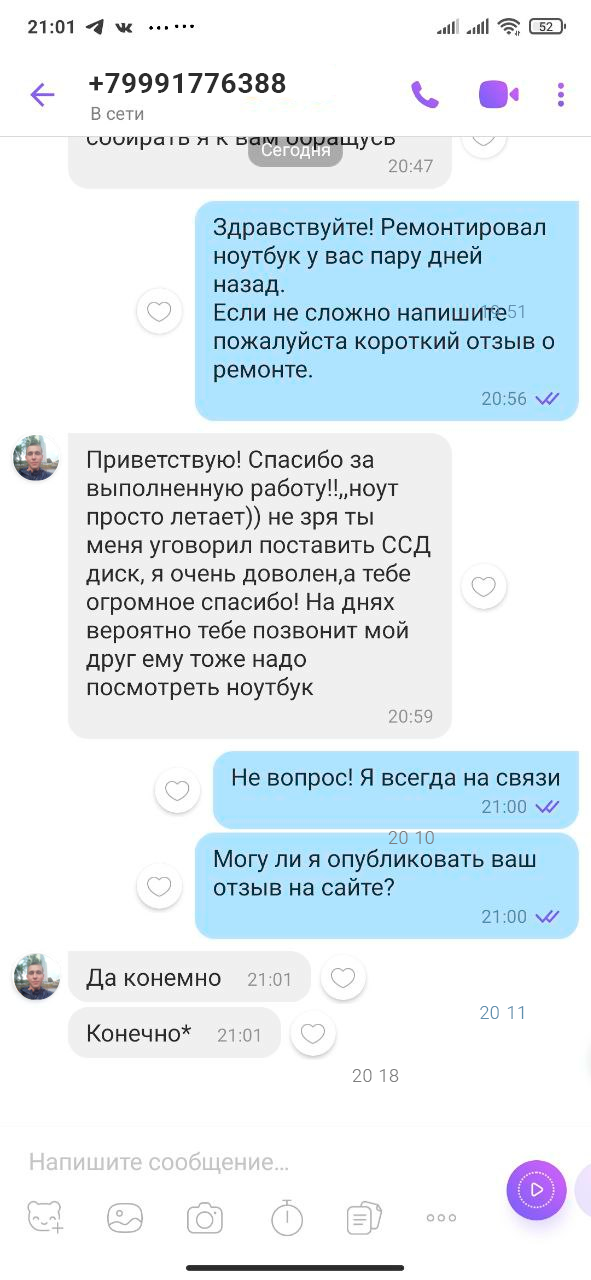 21:01
52
+79991776388
В сети
собирать я к вам обращусь
Сегодня
20:47
Здравствуйте! Ремонтировал
ноутбук у вас пару дней
назад.
Если не сложно напишите
19 51
пожалуйста короткий отзыв о
ремонте.
20:56
Приветствую! Спасибо за
выполненную работу!!,,ноут
просто летает)) не зря ты
меня уговорил поставить ССД
диск, я очень доволен,а тебе
огромное спасибо! На днях
вероятно тебе позвонит мой
друг ему тоже надо
посмотреть ноутбук
20:59
Не вопрос! Я всегда на связи
21:00
20 10
Могу ли я опубликовать ваш
отзыв на сайте?
21:00
Да конемно 21:01
20 11
Конечно* 21:01
20 18
Напишите сообщение...